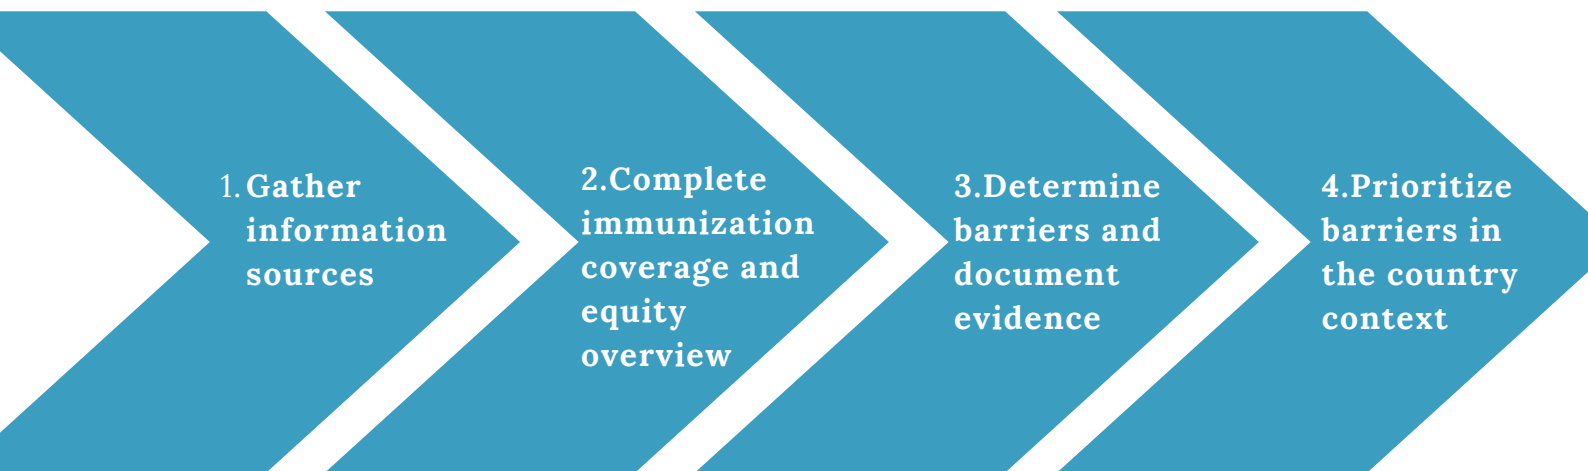 1. Gather
information
sources
2.Complete
immunization
coverage and
equity
overview
3.Determine
barriers and
document
evidence
4.Prioritize
barriers in
the country
context